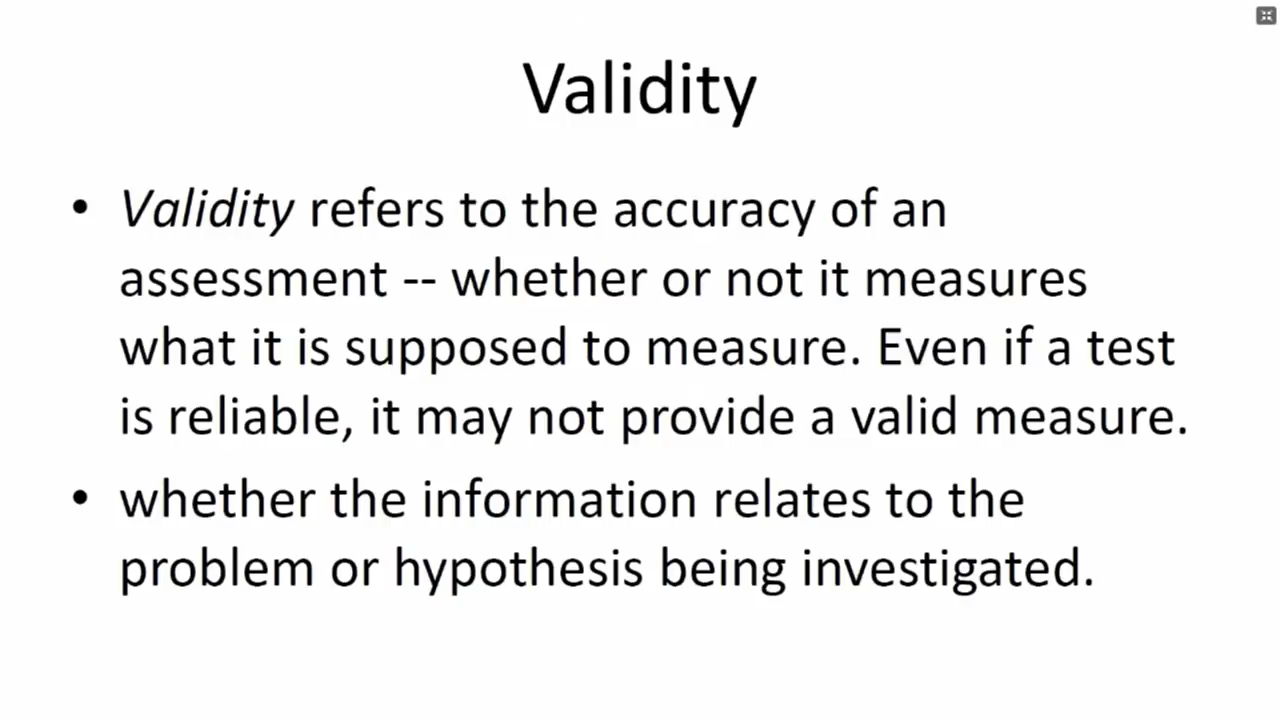 Validity
• Validity refers to the accuracy of an
assessment -- whether or not it measures
what it is supposed to measure. Even if a test
is reliable, it may not provide a valid measure.
• whether the information relates to the
problem or hypothesis being investigated.